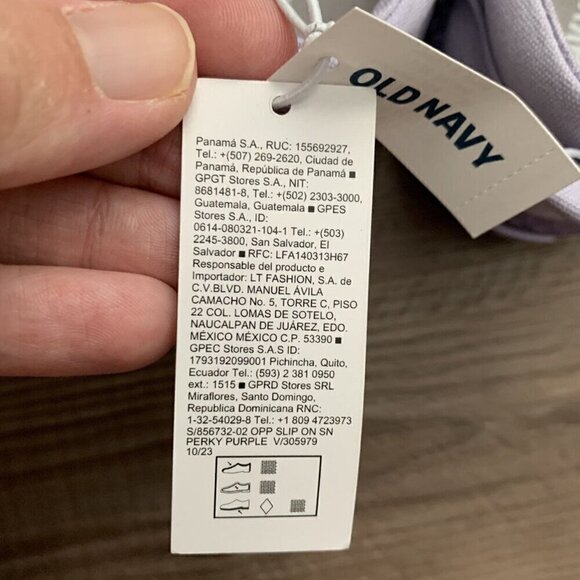 OLD NAVY
Panamá S.A., RUC: 155692927,
Tel.: +(507) 269-2620, Ciudad de
Panamá, República de Panamá ■
GPGT Stores S.A., NIT:
8681481-8, Tel.: +(502) 2303-3000,
Guatemala, Guatemala ■ GPES
Stores S.A., ID:
0614-080321-104-1 Tel.: +(503)
2245-3800, San Salvador, El
Salvador ■ RFC: LFA140313H67
Responsable del producto e
Importador: LT FASHION, S.A. de
C.V.BLVD. MANUEL ÁVILA
CAMACHO No. 5, TORRE C, PISO
22 COL. LOMAS DE SOTELO,
NAUCALPAN DE JUÁREZ, EDO.
MÉXICO MÉXICO C.P. 53390 ■
GPEC Stores S.A.S ID:
1793192099001 Pichincha, Quito,
Ecuador Tel.: (593) 2 381 0950
ext.: 1515 ■ GPRD Stores SRL
Miraflores, Santo Domingo,
Republica Dominicana RNC:
1-32-54029-8 Tel.: +1 809 4723973
S/856732-02 OPP SLIP ON SN
PERKY PURPLE V/305979
10/23